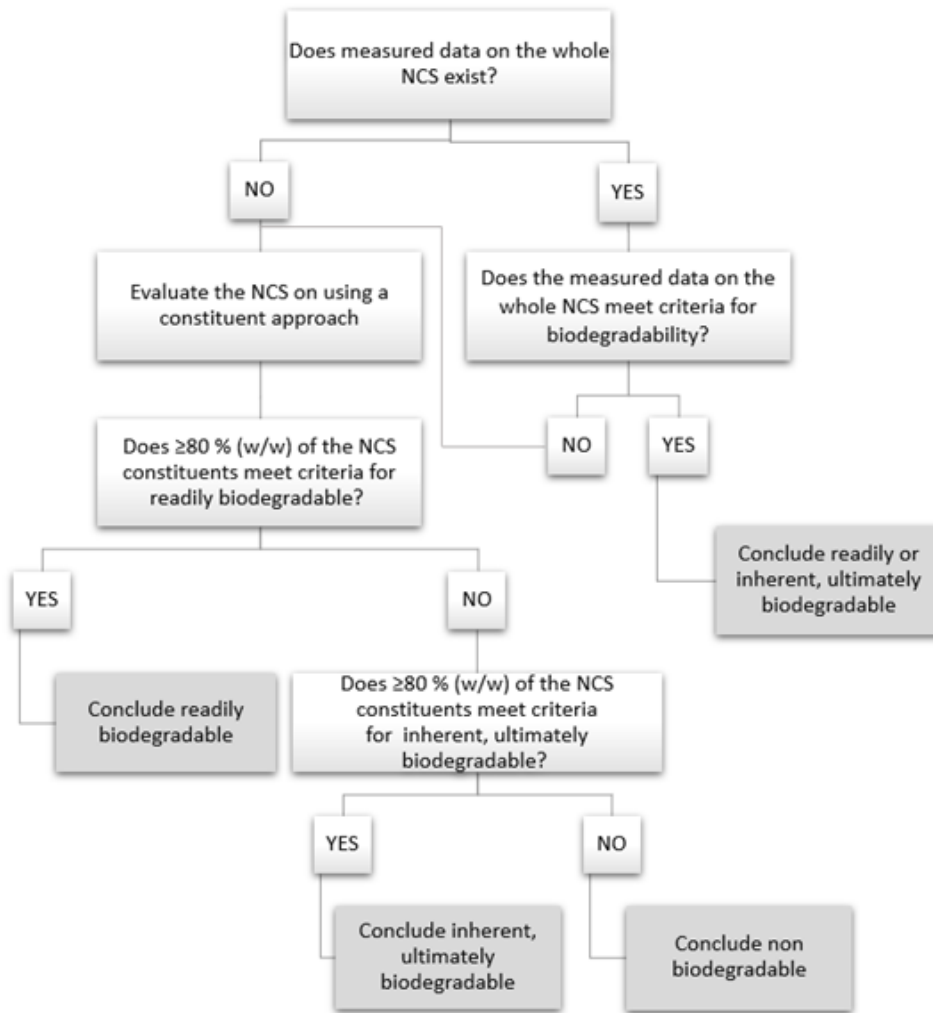 Does measured data on the whole
NCS exist?
NO
YES
Evaluate the NCS on using a
constituent approach
Does the measured data on the
whole NCS meet criteria for
biodegradability?
NO
YES
Does ≥80 % (w/w) of the NCS
constituents meet criteria for
readily biodegradable?
Conclude readily or
inherent, ultimately
biodegradable
YES
NO
Conclude readily
biodegradable
Does ≥80 % (w/w) of the NCS
constituents meet criteria
for inherent, ultimately
biodegradable?
YES
NO
Conclude inherent,
ultimately
biodegradable
Conclude non
biodegradable